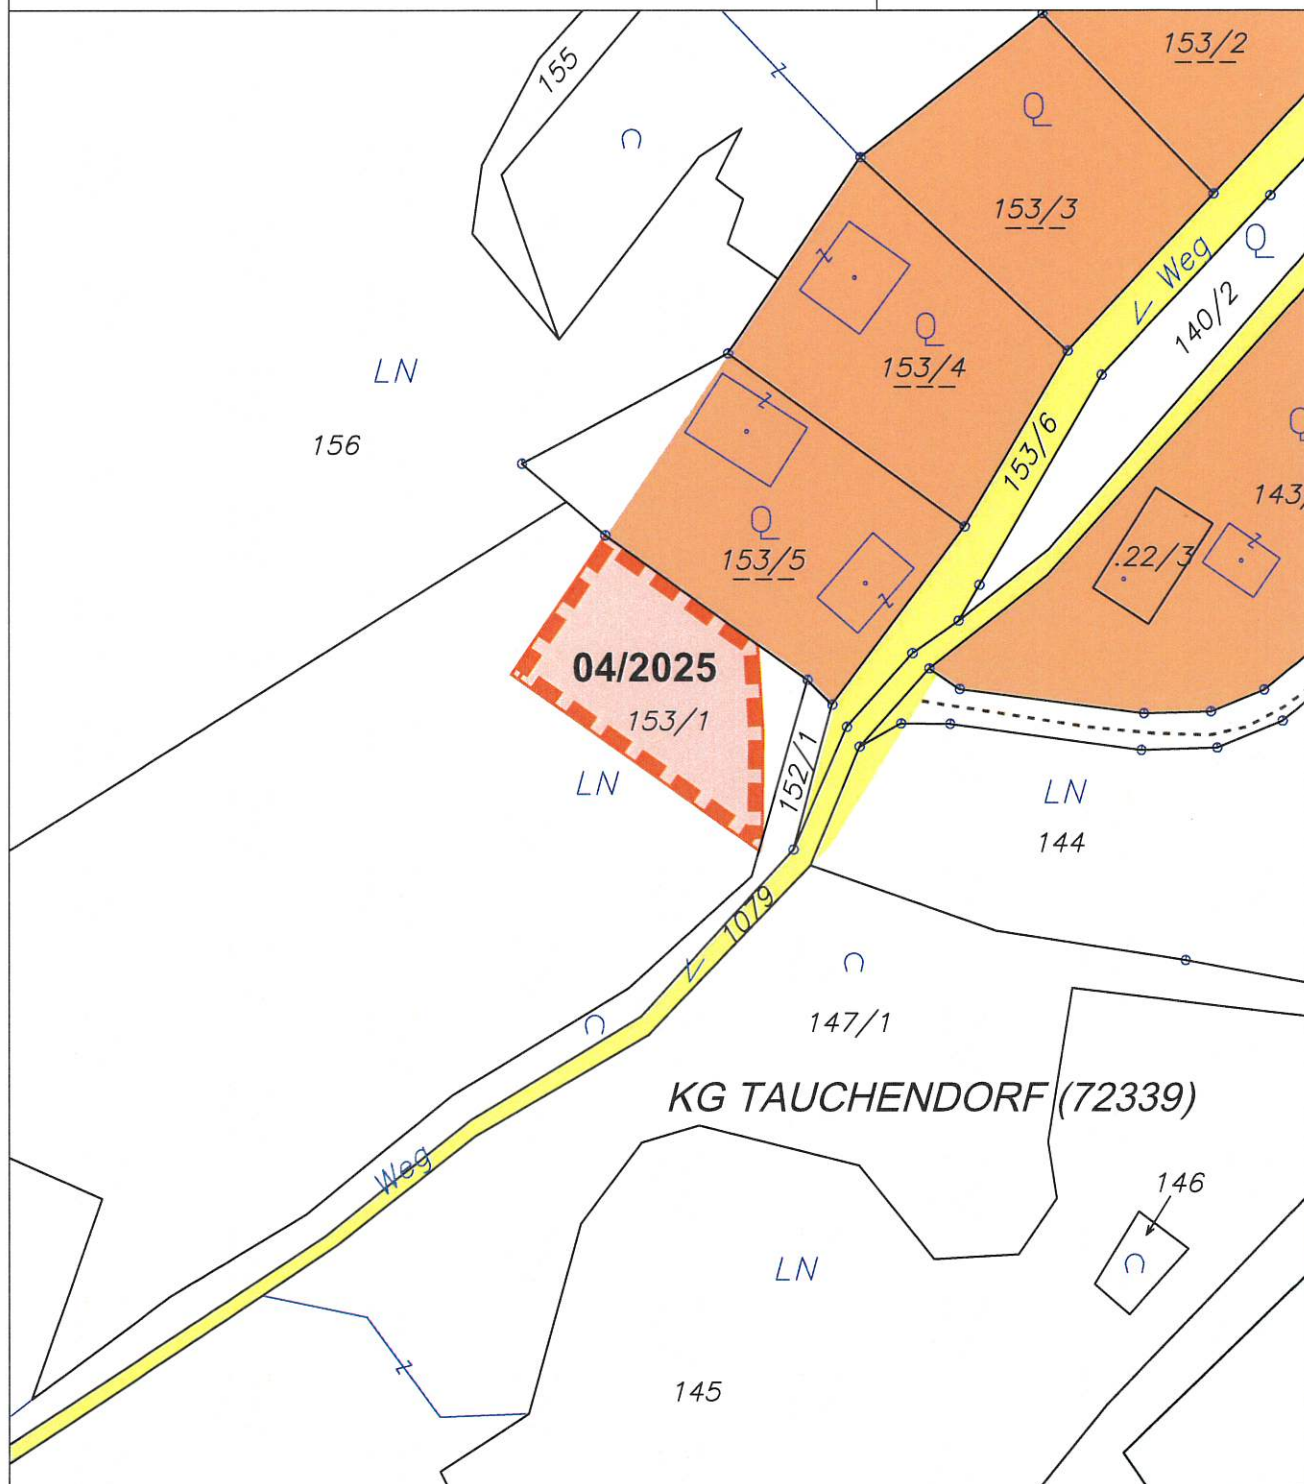 153/2
155
Q
C
153/3
Weg
Q
140/2
Q
LN
153/4
156
153/6
Q
143/
Q
153/5
.22/3
04/2025
153/1
LN
152/1
LN
144
1079
C
147/1
C
KG TAUCHENDORF (72339)
Weg
146
C
LN
145